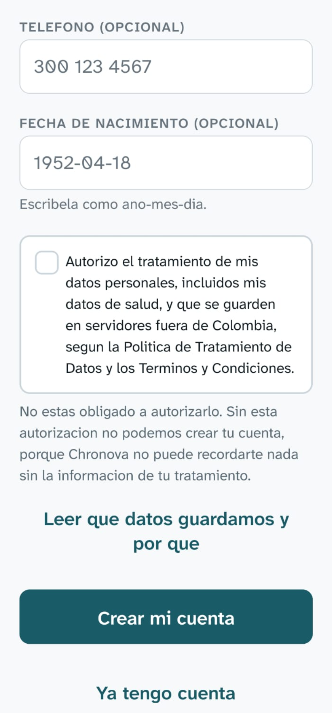 TELEFONO (OPCIONAL)
300 123 4567
FECHA DE NACIMIENTO (OPCIONAL)
1952-04-18
Escribela como ano-mes-dia.
Autorizo el tratamiento de mis
datos personales, incluidos mis
datos de salud, y que se guarden
en servidores fuera de Colombia,
segun la Politica de Tratamiento de
Datos y los Terminos y Condiciones.
No estas obligado a autorizarlo. Sin esta
autorizacion no podemos crear tu cuenta,
porque Chronova no puede recordarte nada
sin la informacion de tu tratamiento.
Leer que datos guardamos y
por que
Crear mi cuenta
Ya tengo cuenta